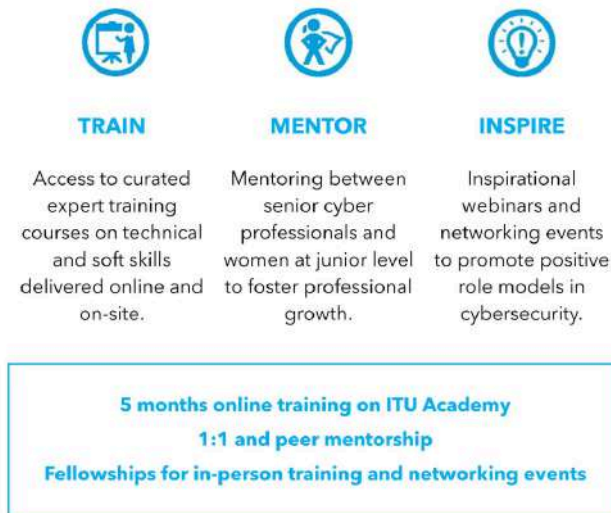 TRAIN
Access to curated
expert training
courses on technical
and soft skills
delivered online and
on-site.
MENTOR
Mentoring between
senior cyber
professionals and
women at junior level
to foster professional
growth.
INSPIRE
Inspirational
webinars and
networking events
to promote positive
role models in
cybersecurity.
5 months online training on ITU Academy
1:1 and peer mentorship
Fellowships for in-person training and networking events